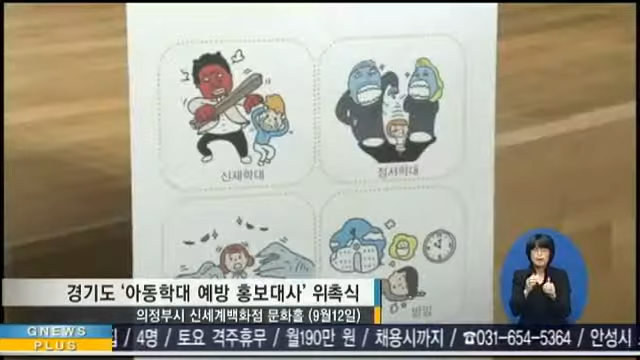 신체학대
정서학대
방임
경기도 ‘아동학대 예방 홍보대사’ 위촉식
의정부시 신세계백화점 문화홀 (9월12일)
GNEWS
PLUS
/ 4명 / 토요 격주휴무 / 월190만 원 / 채용시까지 / ☎031-654-5364 / 안성시